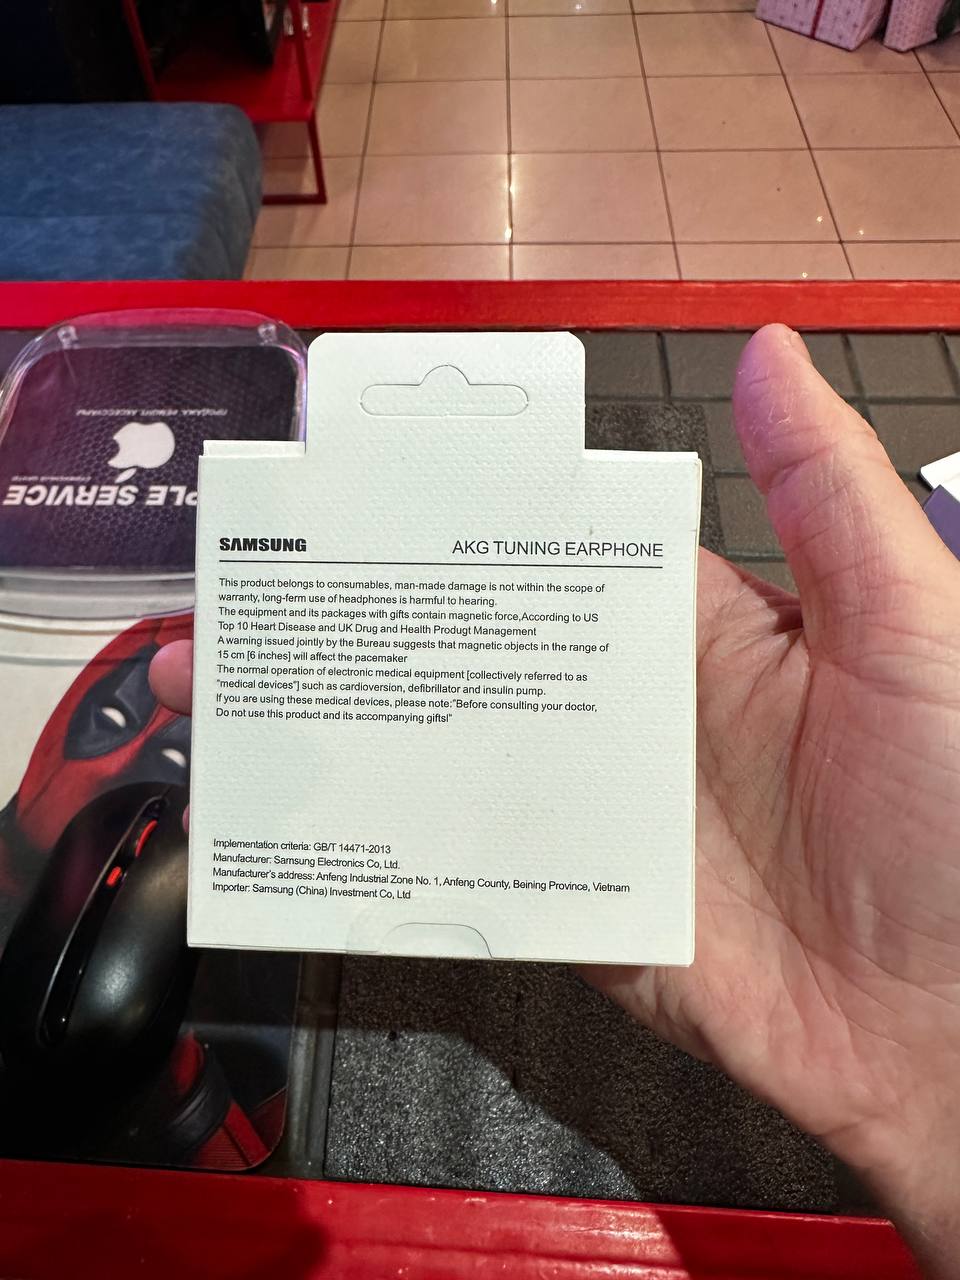 ПРОДАЖА, РЕМОНТ, АКСЕССУАРЫ
PLE SERVICE
SAMSUNG
AKG TUNING EARPHONE
This product belongs to consumables, man-made damage is not within the scope of
warranty, long-ferm use of headphones is harmful to hearing.
The equipment and its packages with gifts contain magnetic force,According to US
Top 10 Heart Disease and UK Drug and Health Produgt Management
A warning issued jointly by the Bureau suggests that magnetic objects in the range of
15 cm [6 inches] will affect the pacemaker
The normal operation of electronic medical equipment [collectively referred to as
"medical devices"] such as cardioversion, defibrillator and insulin pump.
If you are using these medical devices, please note:"Before consulting your doctor,
Do not use this product and its accompanying giftsl"
Implementation criteria: GB/T 14471-2013
Manufacturer: Samsung Electronics Co, Ltd.
Manufacturer's address: Anfeng Industrial Zone No. 1, Anfeng County, Beining Province, Vietnam
Importer: Samsung (China) Investment Co, Ltd